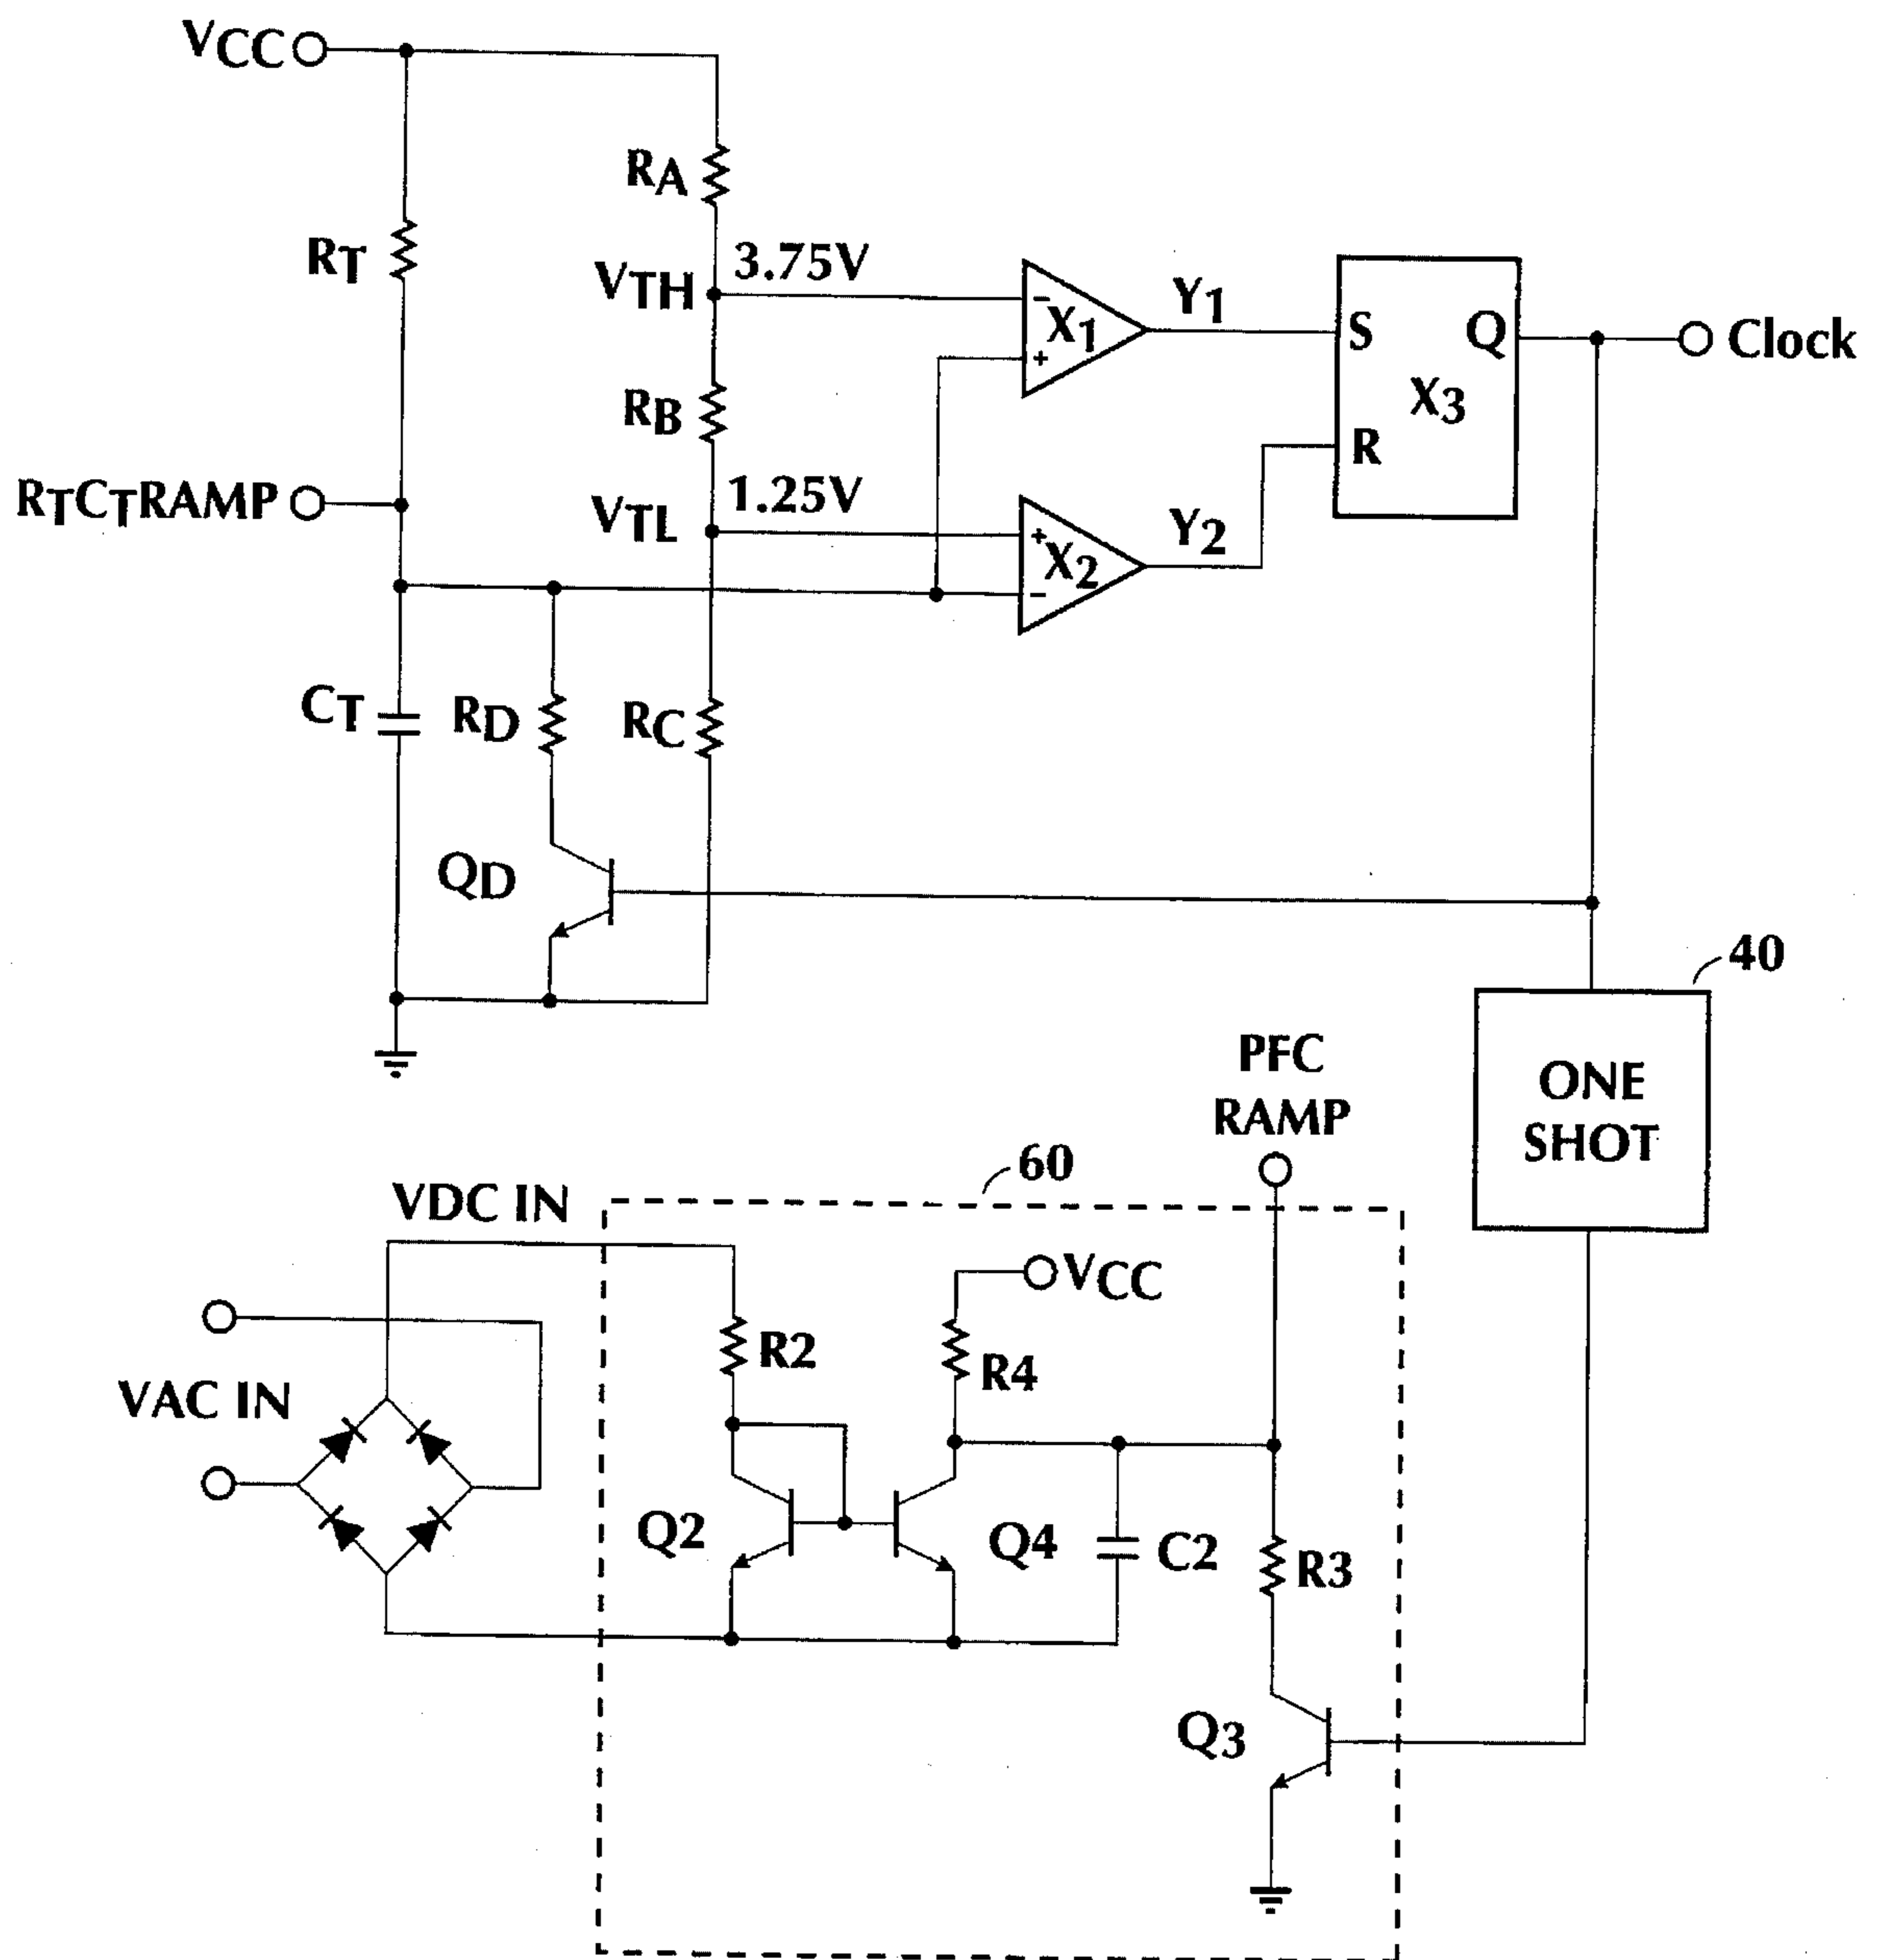 VCC
RA
RT
VTH
3.75V
X1
-
+
Y1
S
Q
X3
R
Clock
RB
RTCTRAMP
VTL
1.25V
+
X2
-
Y2
CT
RD
RC
QD
40
ONE
SHOT
PFC
RAMP
60
VDC IN
VCC
R2
R4
VAC IN
Q2
Q4
C2
R3
Q3